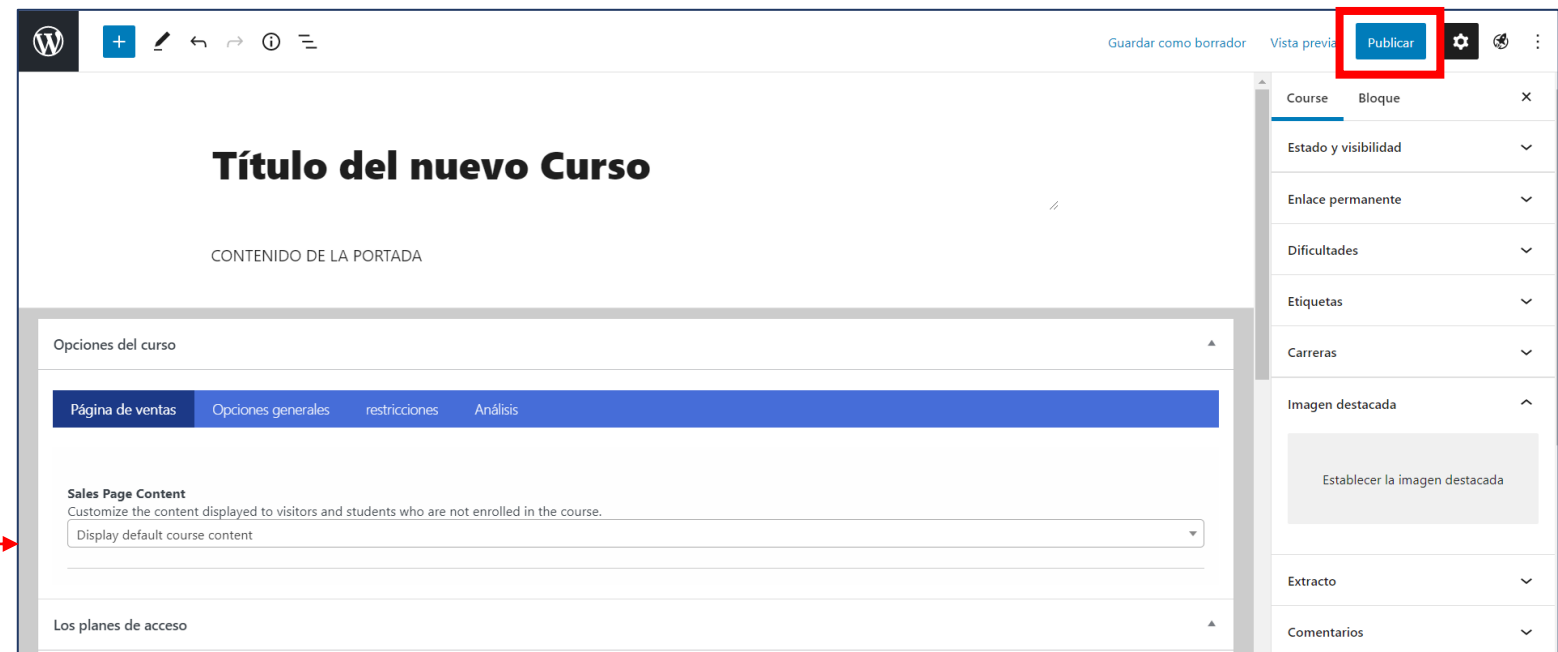 Guardar como borrador
Vista previa
Publicar
Course
Bloque
Título del nuevo Curso
CONTENIDO DE LA PORTADA
Opciones del curso
Página de ventas
Opciones generales
restricciones
Análisis
Sales Page Content
Customize the content displayed to visitors and students who are not enrolled in the course.
Display default course content
Los planes de acceso
Estado y visibilidad
Enlace permanente
Dificultades
Etiquetas
Carreras
Imagen destacada
Establecer la imagen destacada
Extracto
Comentarios